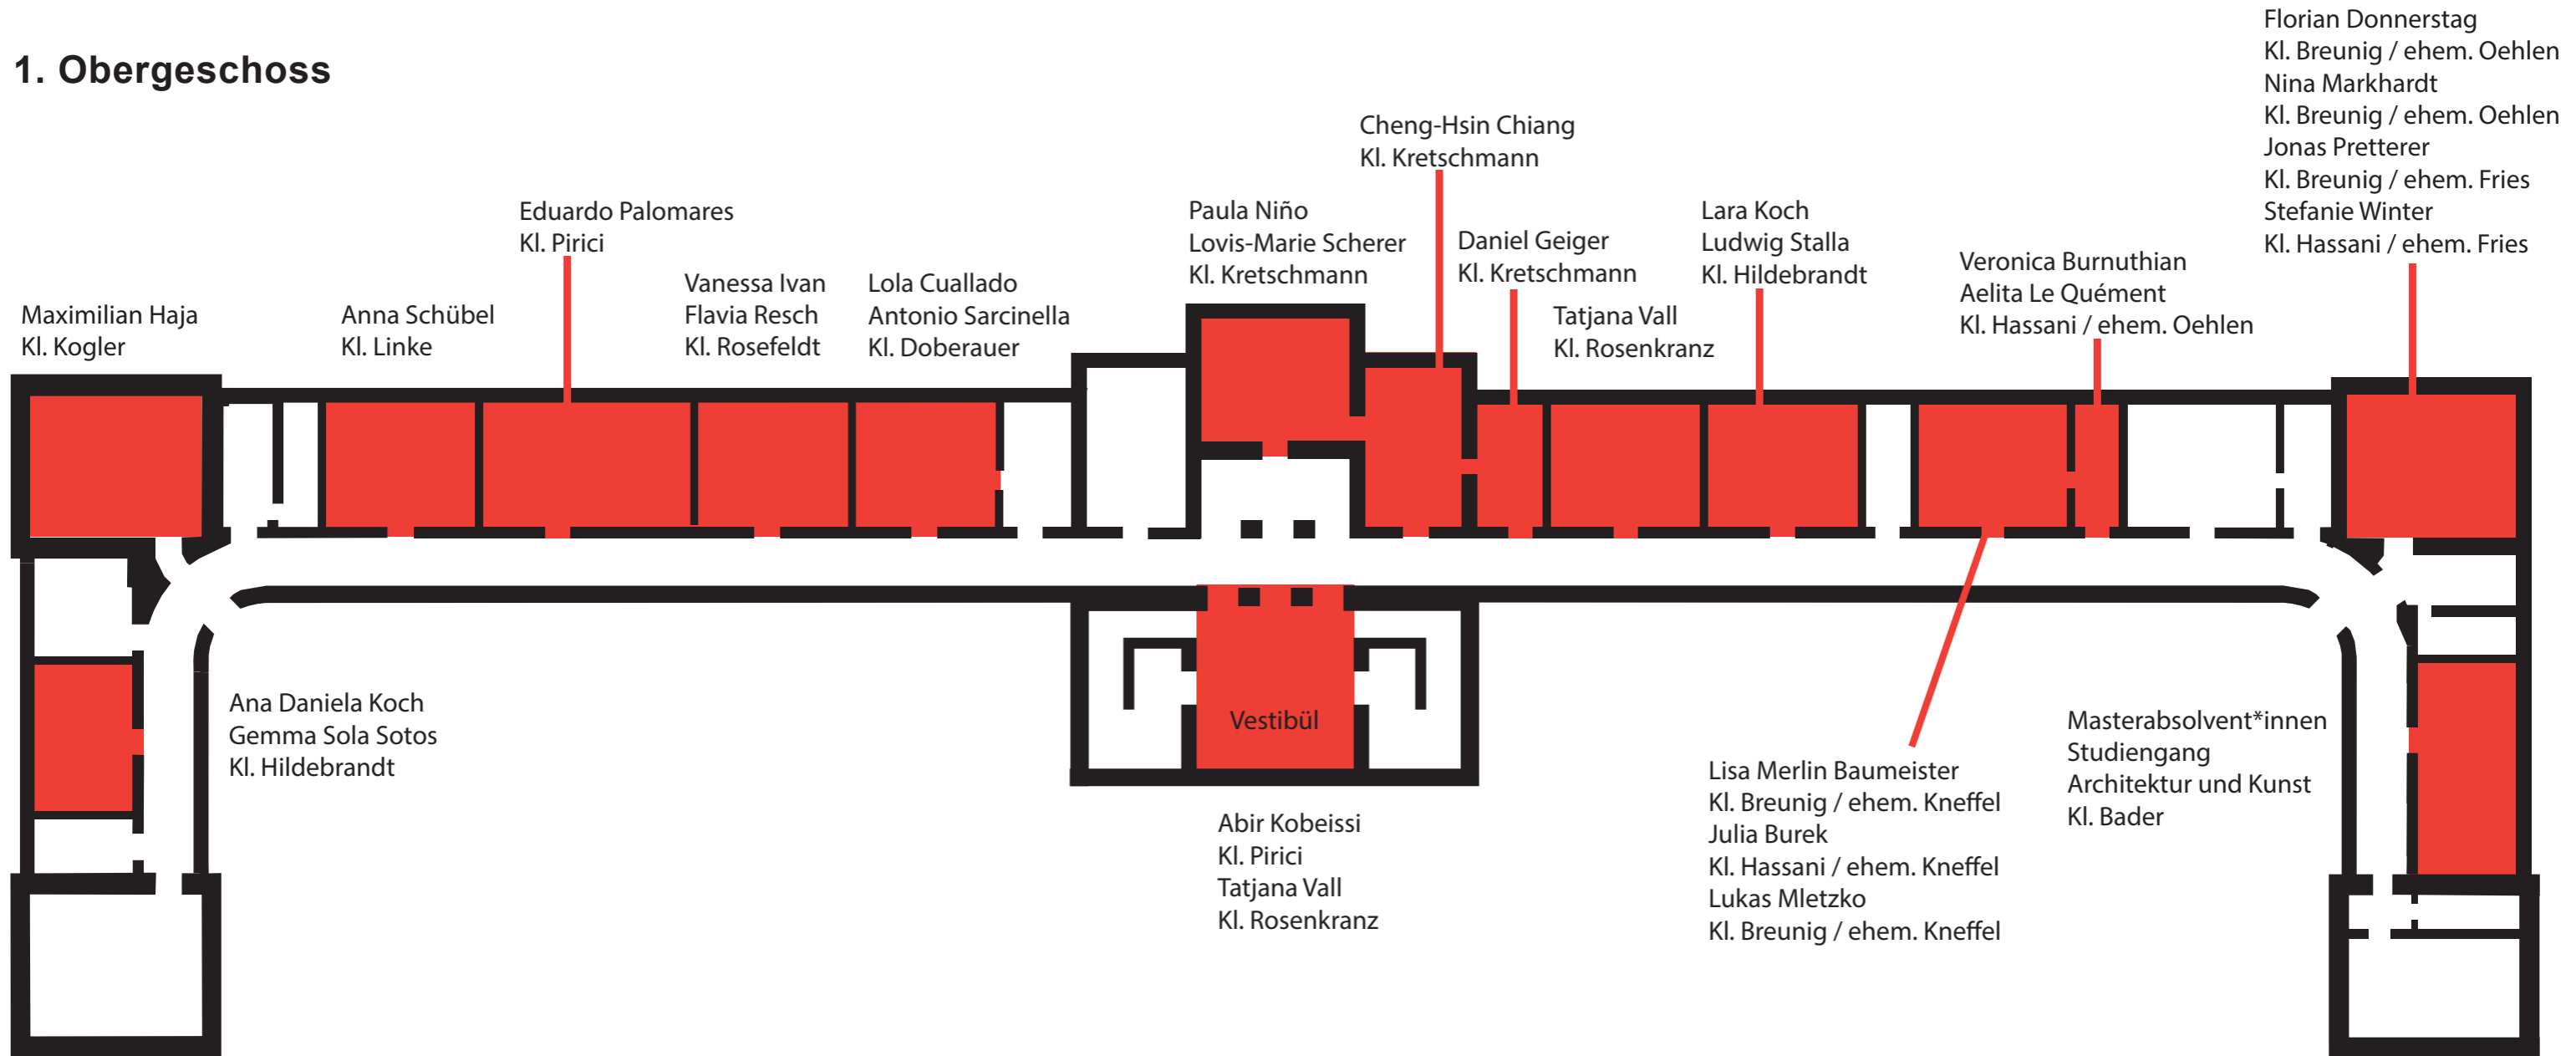 1. Obergeschoss
Maximilian Haja
Kl. Kogler
Anna Schübel
Kl. Linke
Eduardo Palomares
Kl. Pirici
Vanessa Ivan
Flavia Resch
Kl. Rosefeldt
Lola Cuallado
Antonio Sarcinella
Kl. Doberauer
Paula Niño
Lovis-Marie Scherer
Kl. Kretschmann
Cheng-Hsin Chiang
Kl. Kretschmann
Daniel Geiger
Kl. Kretschmann
Tatjana Vall
Kl. Rosenkranz
Lara Koch
Ludwig Stalla
Kl. Hildebrandt
Veronica Burnuthian
Aelita Le Quément
Kl. Hassani / ehem. Oehlen
Florian Donnerstag
Kl. Breunig / ehem. Oehlen
Nina Markhardt
Kl. Breunig / ehem. Oehlen
Jonas Pretterer
Kl. Breunig / ehem. Fries
Stefanie Winter
Kl. Hassani / ehem. Fries
Ana Daniela Koch
Gemma Sola Sotos
Kl. Hildebrandt
Vestibül
Abir Kobeissi
Kl. Pirici
Tatjana Vall
Kl. Rosenkranz
Lisa Merlin Baumeister
Kl. Breunig / ehem. Kneffel
Julia Burek
Kl. Hassani / ehem. Kneffel
Lukas Mletzko
Kl. Breunig / ehem. Kneffel
Masterabsolvent*innen
Studiengang
Architektur und Kunst
Kl. Bader